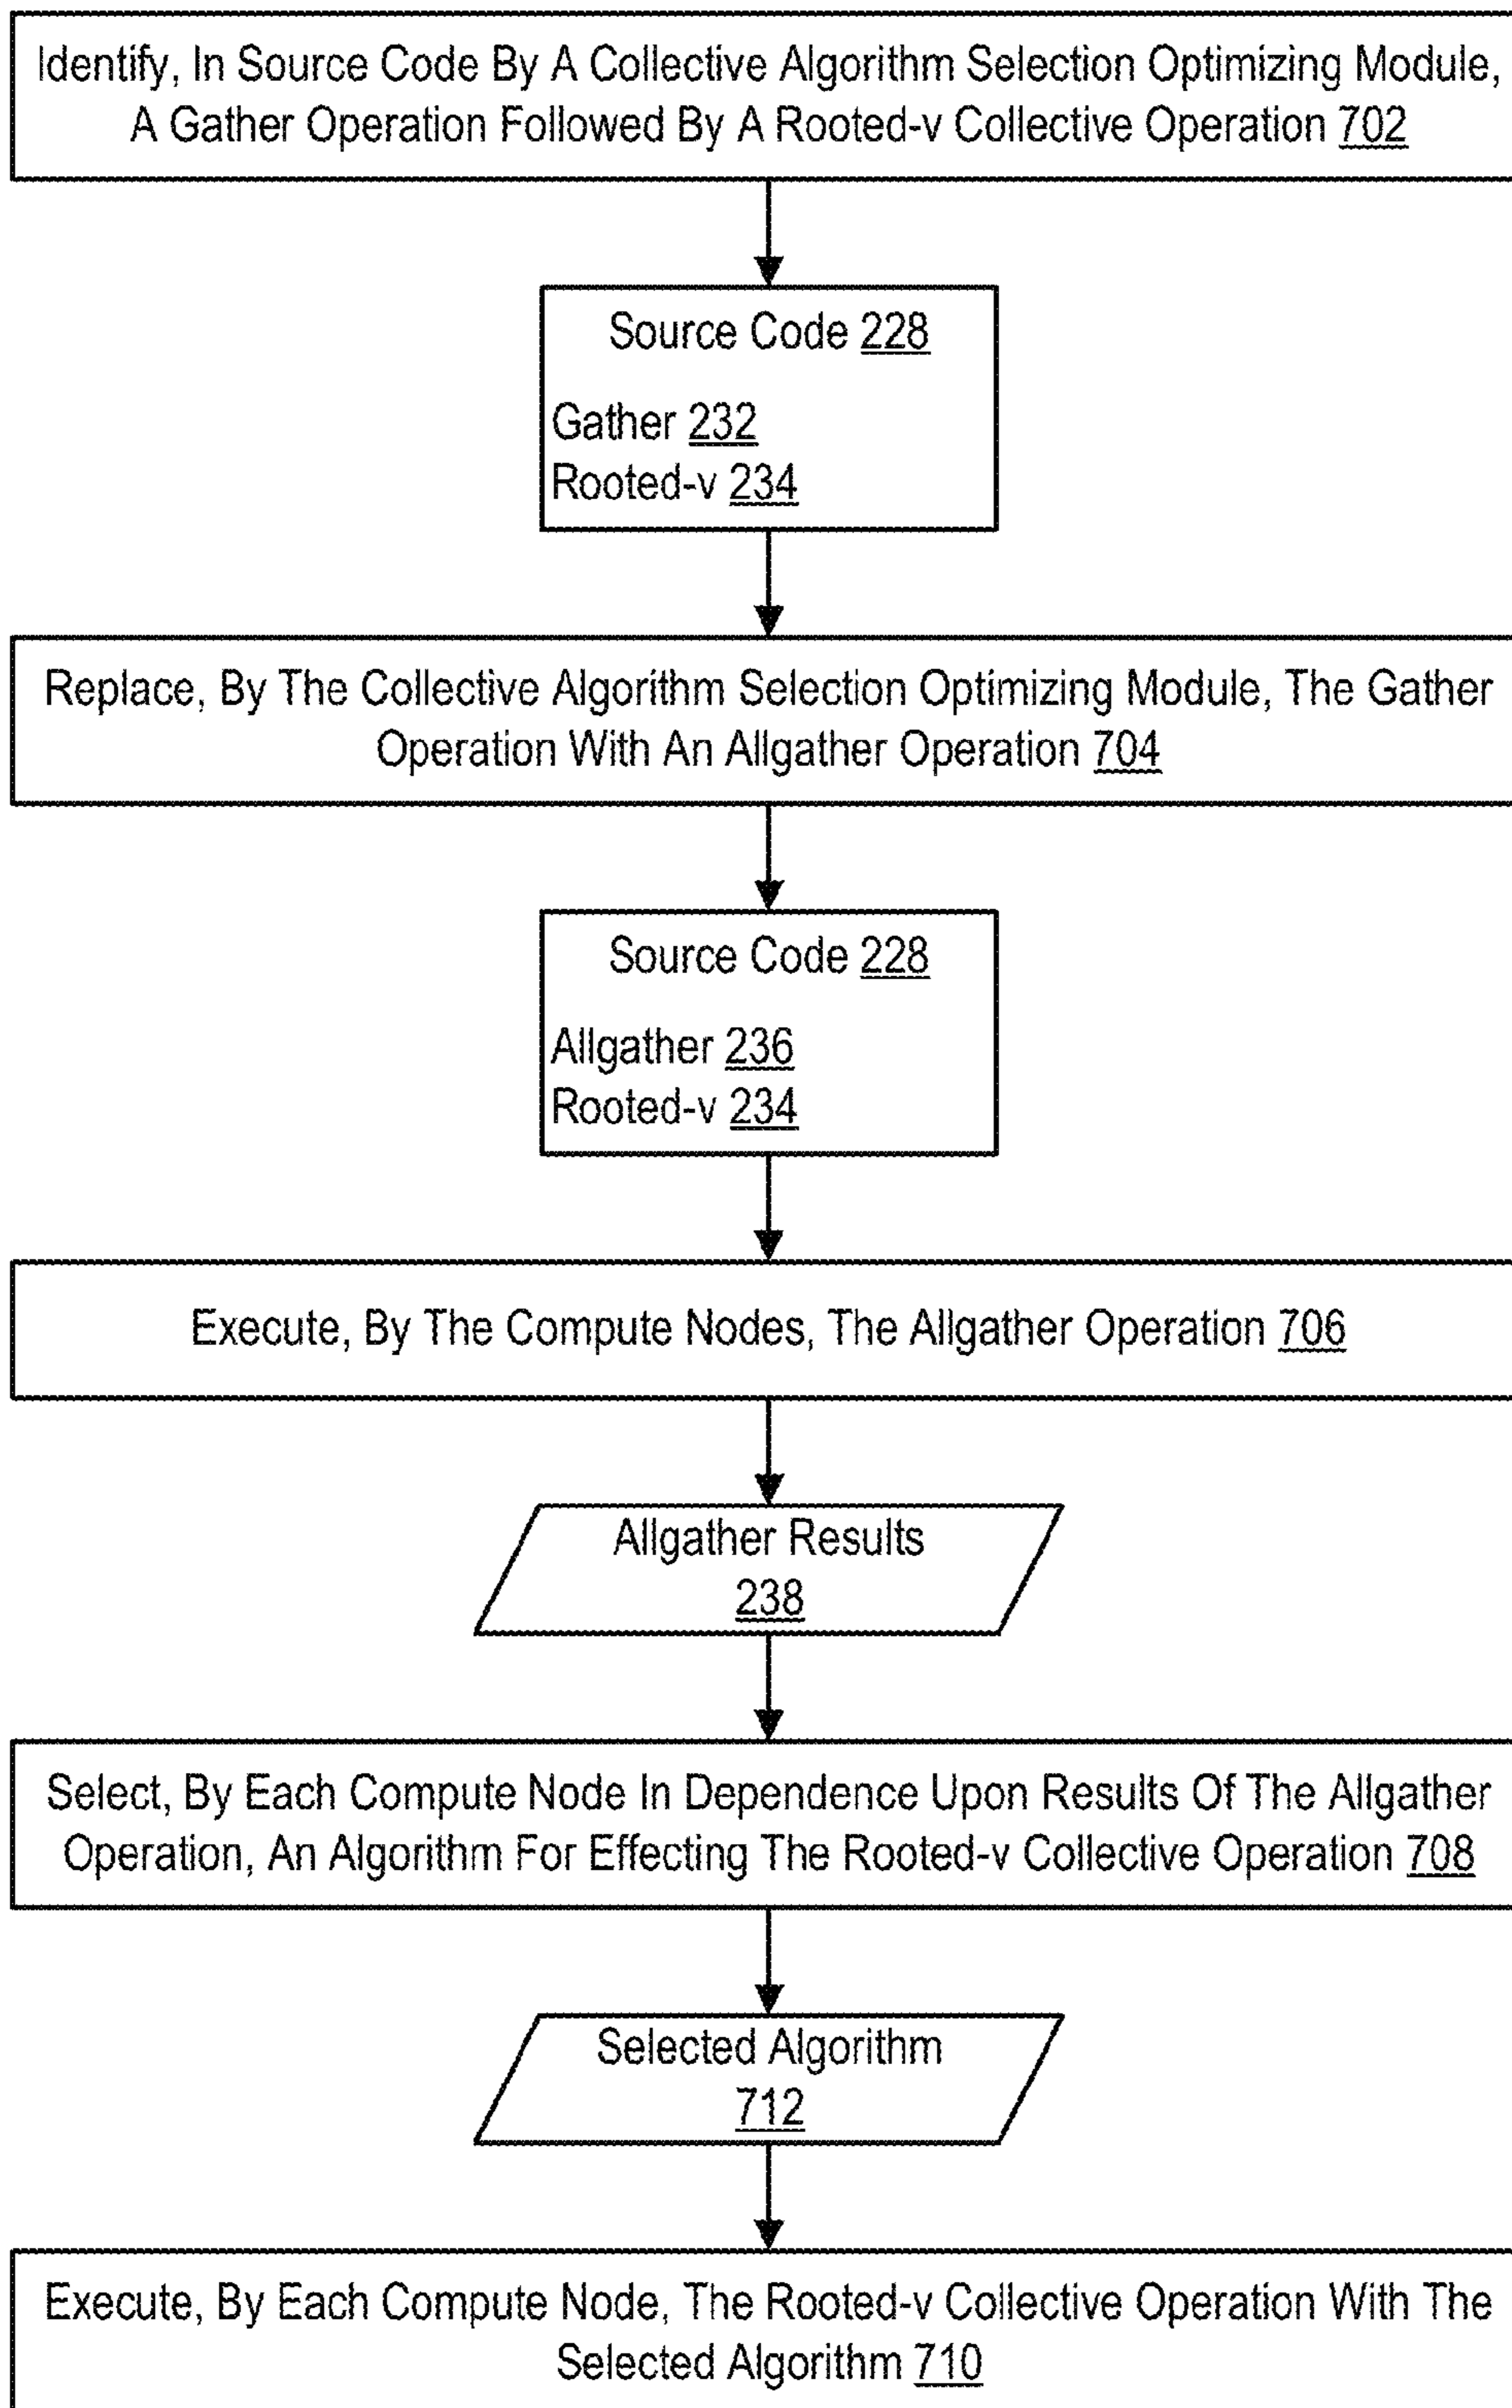 Identify, In Source Code By A Collective Algorithm Selection Optimizing Module,
A Gather Operation Followed By A Rooted-v Collective Operation 702
Source Code 228
Gather 232
Rooted-v 234
Replace, By The Collective Algorithm Selection Optimizing Module, The Gather
Operation With An Allgather Operation 704
Source Code 228
Allgather 236
Rooted-v 234
Execute, By The Compute Nodes, The Allgather Operation 706
Allgather Results
238
Select, By Each Compute Node In Dependence Upon Results Of The Allgather
Operation, An Algorithm For Effecting The Rooted-v Collective Operation 708
Selected Algorithm
712
Execute, By Each Compute Node, The Rooted-v Collective Operation With The
Selected Algorithm 710